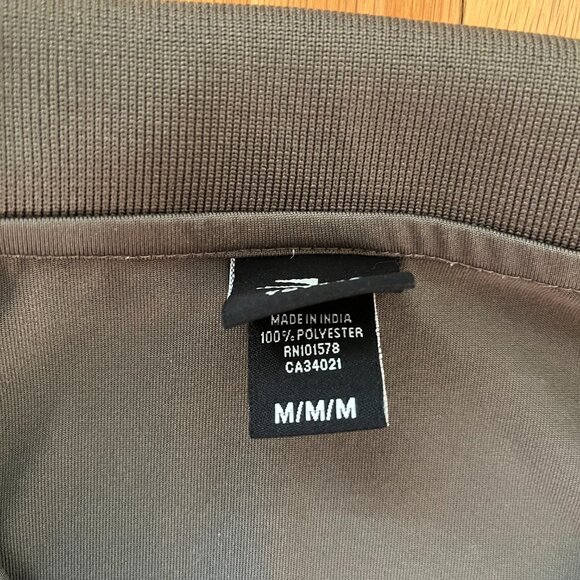 MADE IN INDIA
100% POLYESTER
RN101578
CA34021
M/M/M